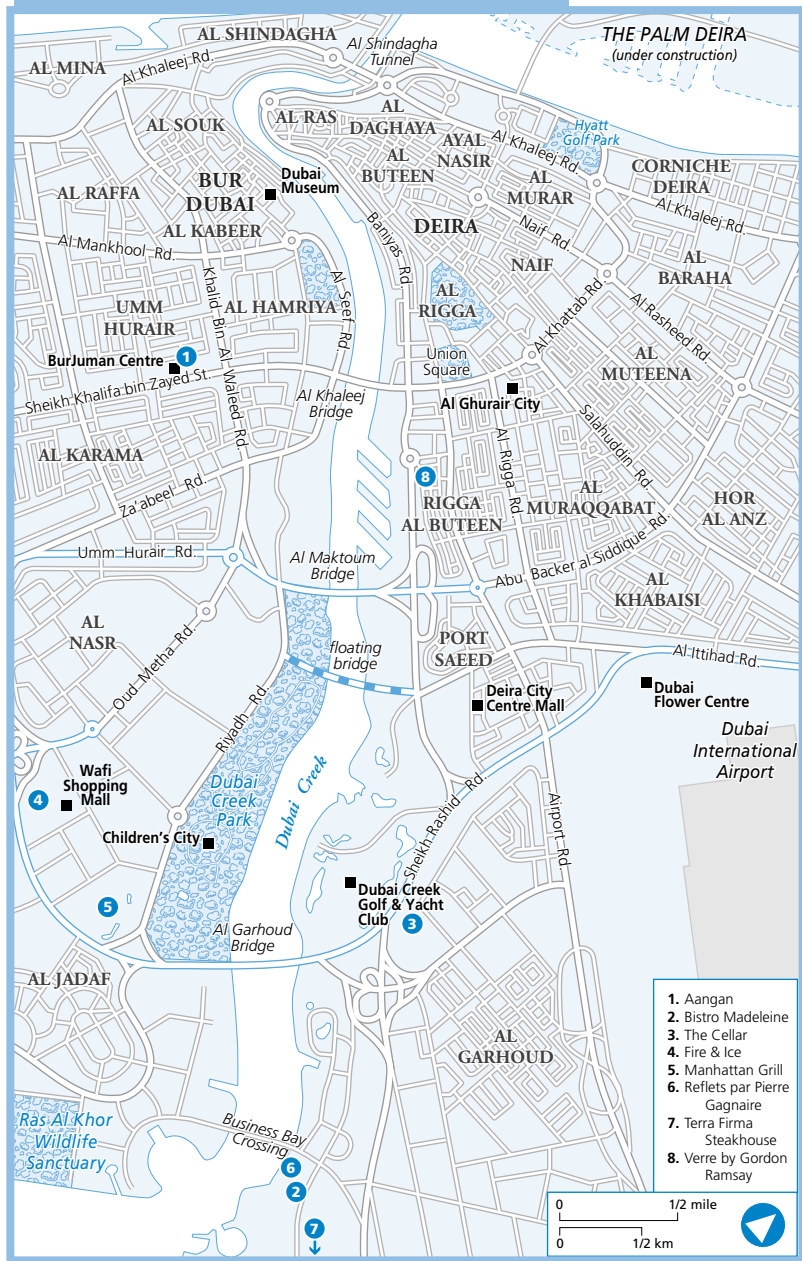 THE PALM DEIRA
(under construction)
AL SHINDAGHA
Al Shindagha
Tunnel
AL MINA
Al Khaleej Rd.
AL SOUK
AL RAS
AL
DAGHAYA
AYAL
NASIR
Al Khaleej Rd.
Hyatt
Golf Park
AL
BUTEEN
CORNICHE
DEIRA
AL
MURAR
Al Khaleej Rd.
AL RAFFA
BUR
DUBAI
Dubai
Museum
AL KABEER
Baniyas Rd.
DEIRA
Naif Rd.
NAIF
AL
BARAHA
Al Mankhool Rd.
Khalid Bin Al Waleed Rd.
Al Seef Rd.
AL
RIGGA
Al Khattab Rd.
Al Rasheed Rd.
UMM
HURAIR
AL HAMRIYA
BurJuman Centre
1
Union
Square
AL
MUTEENA
Sheikh Khalifa bin Zayed St.
Al Khaleej
Bridge
Al Ghurair City
AL KARAMA
Za'abeel Rd.
8
Al Rigga Rd
Salahuddin Rd.
RIGGA
AL BUTEEN
AL
MURAQQABAT
HOR
AL ANZ
Umm Hurair Rd.
Al Maktoum
Bridge
Abu Backer al Siddique Rd.
AL
KHABAISI
AL
NASR
Oud Metha Rd.
floating
bridge
PORT
SAEED
Al Ittihad Rd.
Riyadh Rd.
Deira City
Centre Mall
Dubai
Flower Centre
Dubai
International
Airport
Wafi
Shopping
Mall
4
Dubai
Creek
Park
Dubai Creek
Children's City
Sheikh Rashid Rd
Airport Rd.
Dubai Creek
Golf & Yacht
Club
3
5
Al Garhoud
Bridge
AL JADAF
AL
GARHOUD
Ras Al Khor
Wildlife
Sanctuary
Business Bay
Crossing
6
2
7
1. Aangan
2. Bistro Madeleine
3. The Cellar
4. Fire & Ice
5. Manhattan Grill
6. Reflets par Pierre
Gagnaire
7. Terra Firma
Steakhouse
8. Verre by Gordon
Ramsay
0 1/2 mile
0 1/2 km